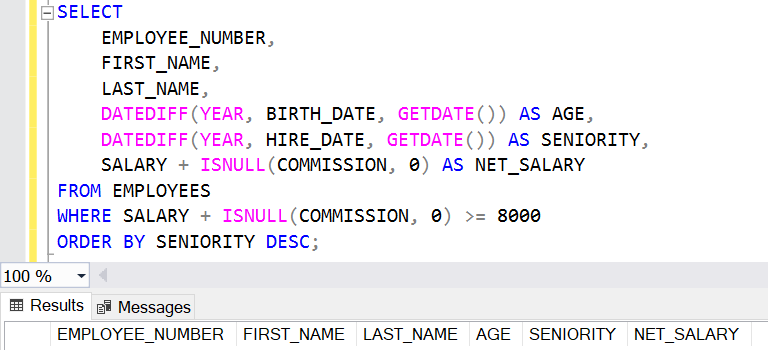 SELECT
EMPLOYEE_NUMBER,
FIRST_NAME,
LAST_NAME,
DATEDIFF(YEAR, BIRTH_DATE, GETDATE()) AS AGE,
DATEDIFF(YEAR, HIRE_DATE, GETDATE()) AS SENIORITY,
SALARY + ISNULL(COMMISSION, 0) AS NET_SALARY
FROM EMPLOYEES
WHERE SALARY + ISNULL(COMMISSION, 0) >= 8000
ORDER BY SENIORITY DESC;
100 %
Results Messages
EMPLOYEE_NUMBER FIRST_NAME LAST_NAME AGE SENIORITY NET_SALARY